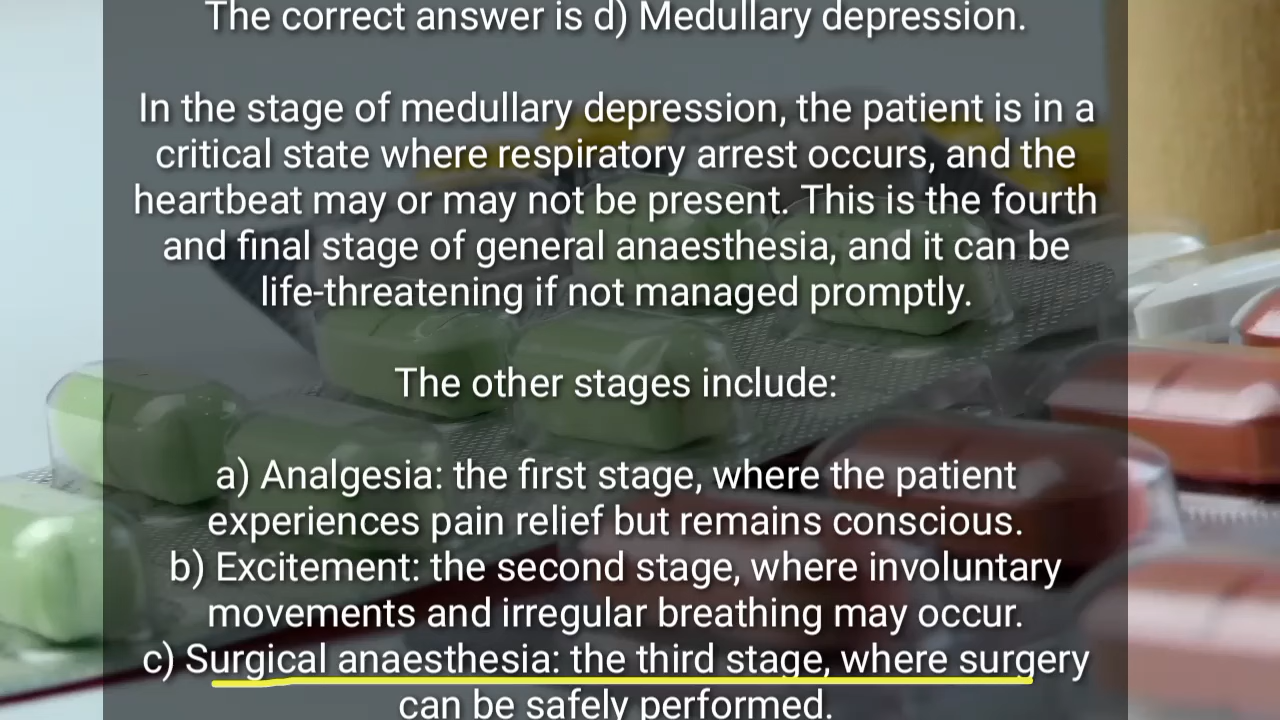 The correct answer is d) Medullary depression.
In the stage of medullary depression, the patient is in a
critical state where respiratory arrest occurs, and the
heartbeat may or may not be present. This is the fourth
and final stage of general anaesthesia, and it can be
life-threatening if not managed promptly.
The other stages include:
a) Analgesia: the first stage, where the patient
experiences pain relief but remains conscious.
b) Excitement: the second stage, where involuntary
movements and irregular breathing may occur.
c) Surgical anaesthesia: the third stage, where surgery
can be safely performed.